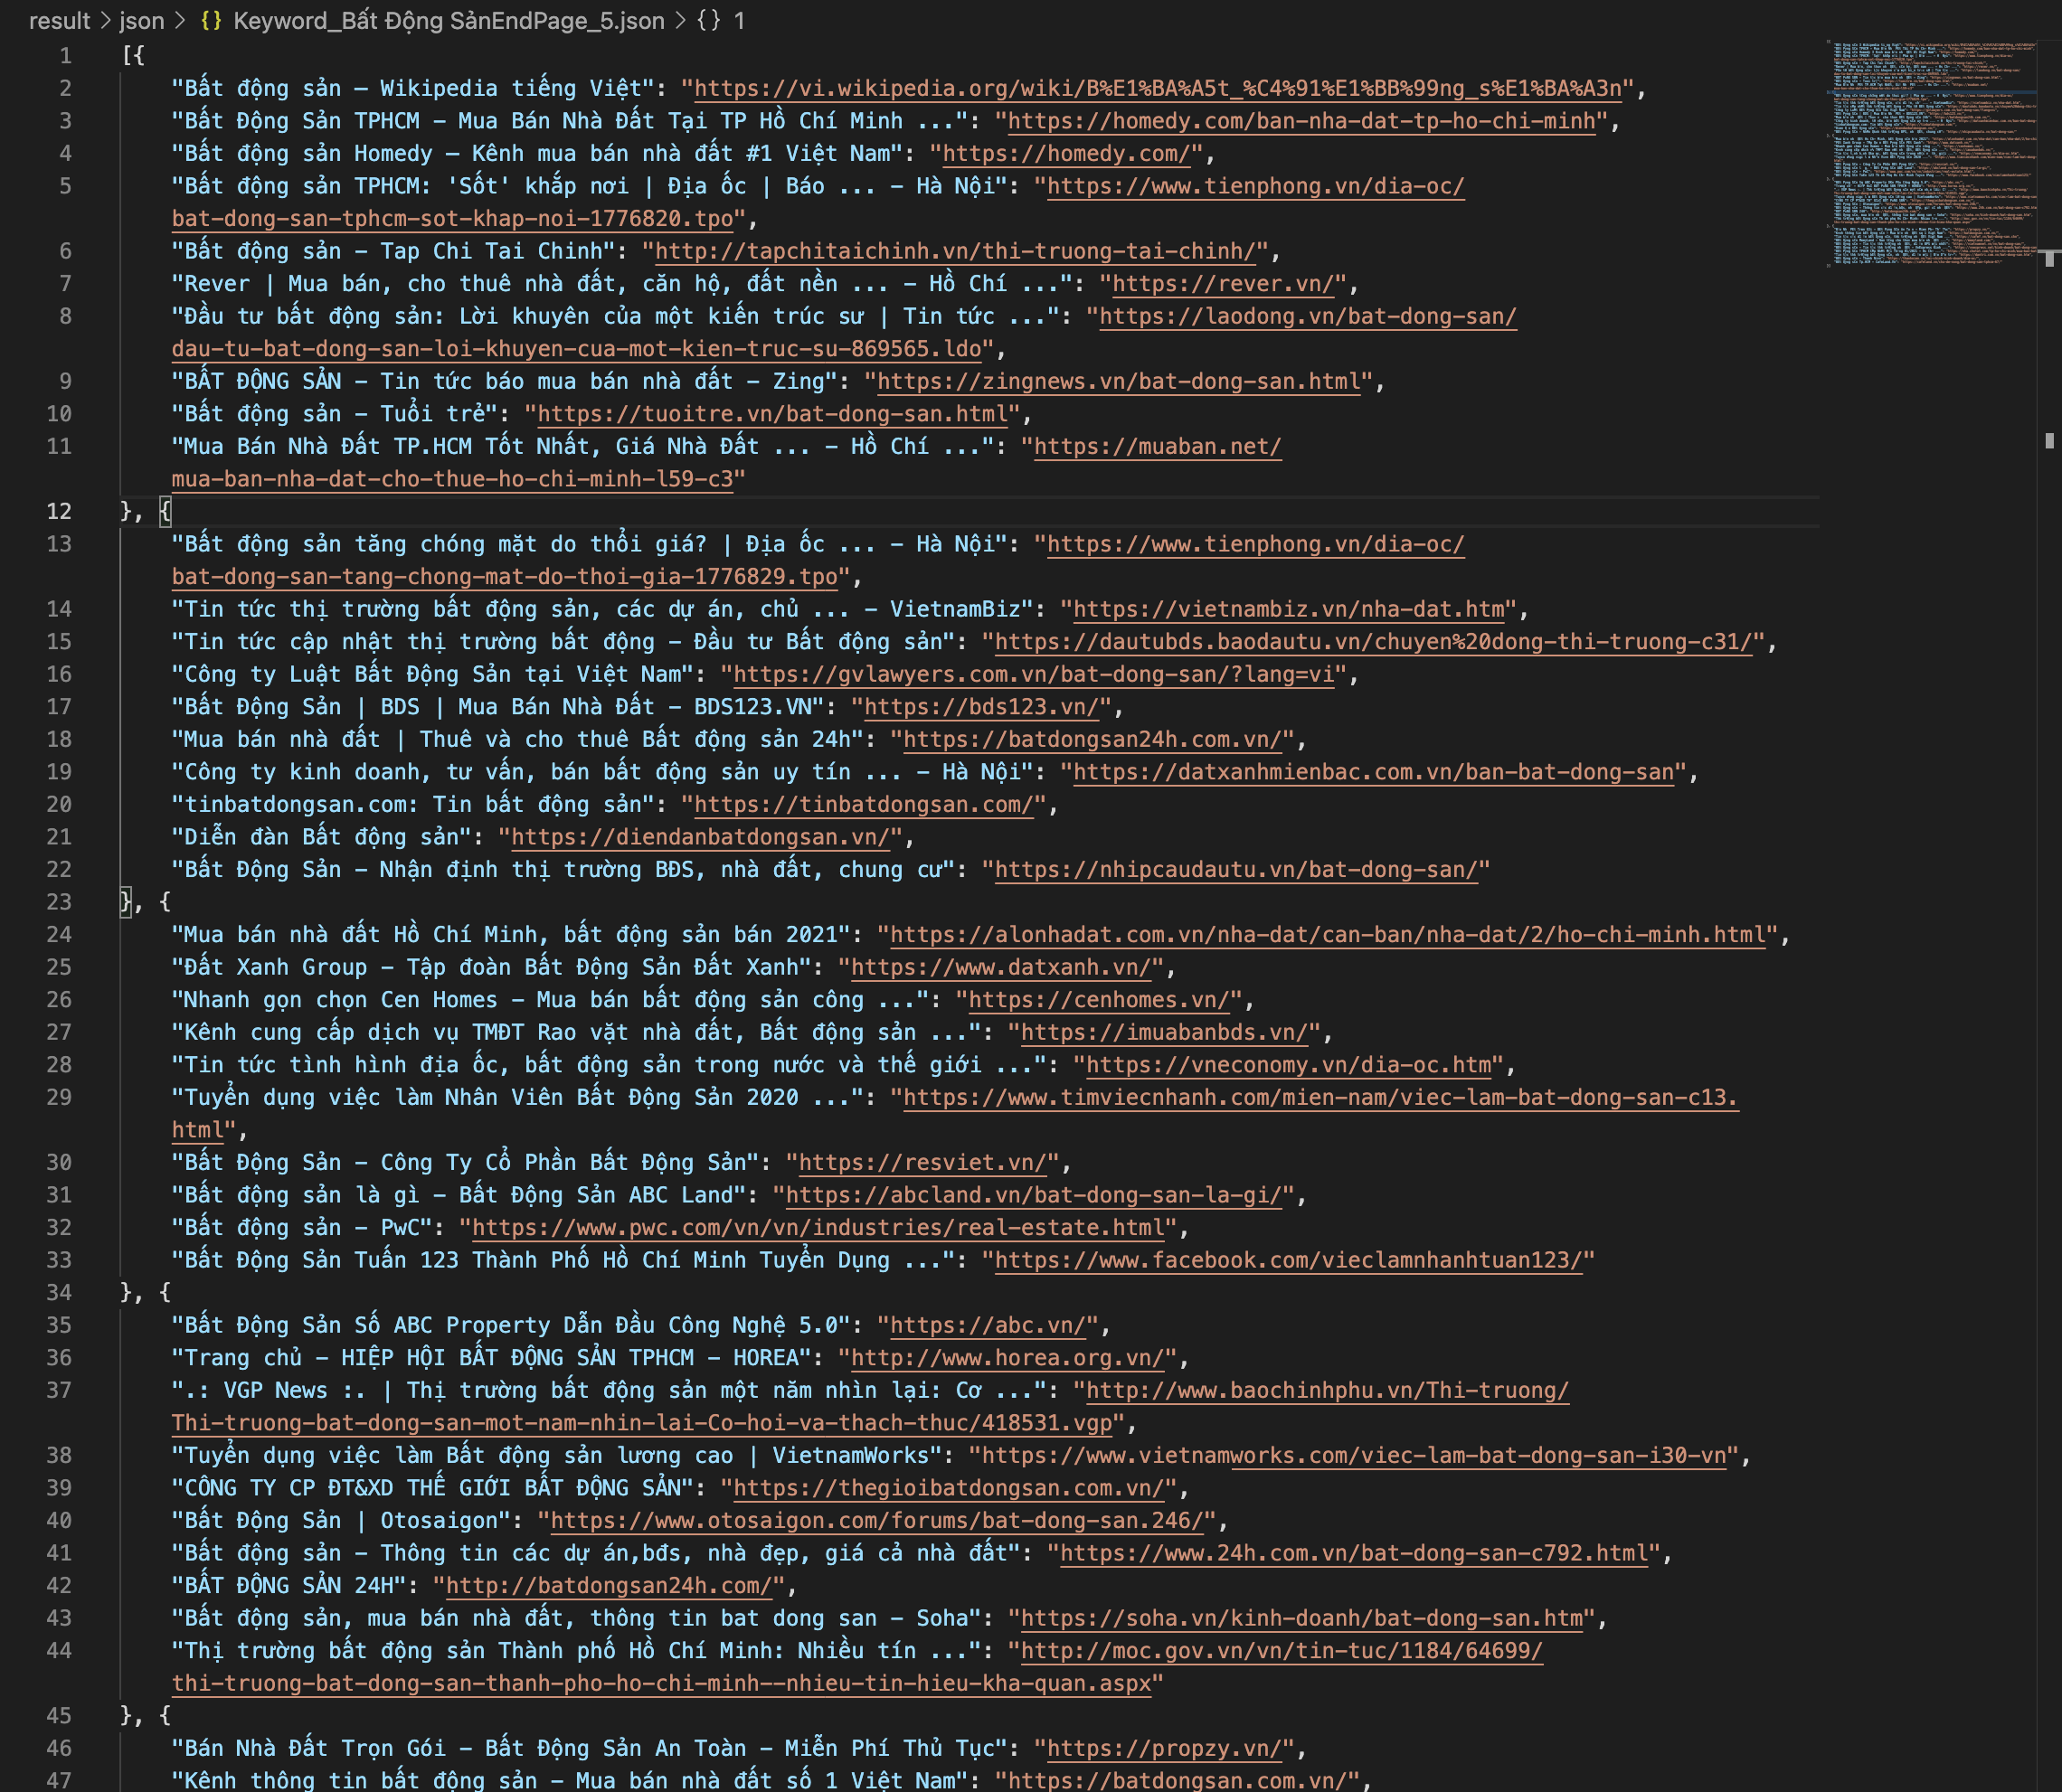 result > json > {} Keyword_Bất Động SảnEndPage_5.json > {} 1
1 [{
2 "Bất động sản – Wikipedia tiếng Việt": "https://vi.wikipedia.org/wiki/B%E1%BA%A5t_%C4%91%E1%BB%99ng_s%E1%BA%A3n",
3 "Bất Động Sản TPHCM - Mua Bán Nhà Đất Tại TP Hồ Chí Minh ...": "https://homedy.com/ban-nha-dat-tp-ho-chi-minh",
4 "Bất động sản Homedy – Kênh mua bán nhà đất #1 Việt Nam": "https://homedy.com/",
5 "Bất động sản TPHCM: 'Sốt' khắp nơi | Địa ốc | Báo ... - Hà Nội": "https://www.tienphong.vn/dia-oc/
bat-dong-san-tphcm-sot-khap-noi-1776820.tpo",
6 "Bất động sản - Tap Chi Tai Chinh": "http://tapchitaichinh.vn/thi-truong-tai-chinh/",
7 "Rever | Mua bán, cho thuê nhà đất, căn hộ, đất nền ... - Hồ Chí ...": "https://rever.vn/",
8 "Đầu tư bất động sản: Lời khuyên của một kiến trúc sư | Tin tức ...": "https://laodong.vn/bat-dong-san/
dau-tu-bat-dong-san-loi-khuyen-cua-mot-kien-truc-su-869565.ldo",
9 "BẤT ĐỘNG SẢN - Tin tức báo mua bán nhà đất - Zing": "https://zingnews.vn/bat-dong-san.html",
10 "Bất động sản - Tuổi trẻ": "https://tuoitre.vn/bat-dong-san.html",
11 "Mua Bán Nhà Đất TP.HCM Tốt Nhất, Giá Nhà Đất ... - Hồ Chí ...": "https://muaban.net/
mua-ban-nha-dat-cho-thue-ho-chi-minh-l59-c3"
12 }, {
13 "Bất động sản tăng chóng mặt do thổi giá? | Địa ốc ... - Hà Nội": "https://www.tienphong.vn/dia-oc/
bat-dong-san-tang-chong-mat-do-thoi-gia-1776829.tpo",
14 "Tin tức thị trường bất động sản, các dự án, chủ ... - VietnamBiz": "https://vietnambiz.vn/nha-dat.htm",
15 "Tin tức cập nhật thị trường bất động - Đầu tư Bất động sản": "https://dautubds.baodautu.vn/chuyen%20dong-thi-truong-c31/",
16 "Công ty Luật Bất Động Sản tại Việt Nam": "https://gvlawyers.com.vn/bat-dong-san/?lang=vi",
17 "Bất Động Sản | BDS | Mua Bán Nhà Đất - BDS123.VN": "https://bds123.vn/",
18 "Mua bán nhà đất | Thuê và cho thuê Bất động sản 24h": "https://batdongsan24h.com.vn/",
19 "Công ty kinh doanh, tư vấn, bán bất động sản uy tín ... - Hà Nội": "https://datxanhmienbac.com.vn/ban-bat-dong-san",
20 "tinbatdongsan.com: Tin bất động sản": "https://tinbatdongsan.com/",
21 "Diễn đàn Bất động sản": "https://diendanbatdongsan.vn/",
22 "Bất Động Sản - Nhận định thị trường BĐS, nhà đất, chung cư": "https://nhipcaudautu.vn/bat-dong-san/"
23 }, {
24 "Mua bán nhà đất Hồ Chí Minh, bất động sản bán 2021": "https://alonhadat.com.vn/nha-dat/can-ban/nha-dat/2/ho-chi-minh.html",
25 "Đất Xanh Group - Tập đoàn Bất Động Sản Đất Xanh": "https://www.datxanh.vn/",
26 "Nhanh gọn chọn Cen Homes - Mua bán bất động sản công ...": "https://cenhomes.vn/",
27 "Kênh cung cấp dịch vụ TMĐT Rao vặt nhà đất, Bất động sản ...": "https://imuabanbds.vn/",
28 "Tin tức tình hình địa ốc, bất động sản trong nước và thế giới ...": "https://vneconomy.vn/dia-oc.htm",
29 "Tuyển dụng việc làm Nhân Viên Bất Động Sản 2020 ...": "https://www.timviecnhanh.com/mien-nam/viec-lam-bat-dong-san-c13.
html",
30 "Bất Động Sản - Công Ty Cổ Phần Bất Động Sản": "https://resviet.vn/",
31 "Bất động sản là gì - Bất Động Sản ABC Land": "https://abcland.vn/bat-dong-san-la-gi/",
32 "Bất động sản - PwC": "https://www.pwc.com/vn/vn/industries/real-estate.html",
33 "Bất Động Sản Tuấn 123 Thành Phố Hồ Chí Minh Tuyển Dụng ...": "https://www.facebook.com/vieclamnhanhtuan123/"
34 }, {
35 "Bất Động Sản Số ABC Property Dẫn Đầu Công Nghệ 5.0": "https://abc.vn/",
36 "Trang chủ - HIỆP HỘI BẤT ĐỘNG SẢN TPHCM - HOREA": "http://www.horea.org.vn/",
37 ".: VGP News :. | Thị trường bất động sản một năm nhìn lại: Cơ ...": "http://www.baochinhphu.vn/Thi-truong/
Thi-truong-bat-dong-san-mot-nam-nhin-lai-Co-hoi-va-thach-thuc/418531.vgp",
38 "Tuyển dụng việc làm Bất động sản lương cao | VietnamWorks": "https://www.vietnamworks.com/viec-lam-bat-dong-san-i30-vn",
39 "CÔNG TY CP ĐT&XD THẾ GIỚI BẤT ĐỘNG SẢN": "https://thegioibatdongsan.com.vn/",
40 "Bất Động Sản | Otosaigon": "https://www.otosaigon.com/forums/bat-dong-san.246/",
41 "Bất động sản - Thông tin các dự án,bđs, nhà đẹp, giá cả nhà đất": "https://www.24h.com.vn/bat-dong-san-c792.html",
42 "BẤT ĐỘNG SẢN 24H": "http://batdongsan24h.com/",
43 "Bất động sản, mua bán nhà đất, thông tin bat dong san - Soha": "https://soha.vn/kinh-doanh/bat-dong-san.htm",
44 "Thị trường bất động sản Thành phố Hồ Chí Minh: Nhiều tín ...": "http://moc.gov.vn/vn/tin-tuc/1184/64699/
thi-truong-bat-dong-san-thanh-pho-ho-chi-minh--nhieu-tin-hieu-kha-quan.aspx"
45 }, {
46 "Bán Nhà Đất Trọn Gói - Bất Động Sản An Toàn - Miễn Phí Thủ Tục": "https://propzy.vn/",
47 "Kênh thông tin bất động sản - Mua bán nhà đất số 1 Việt Nam": "https://batdongsan.com.vn/",